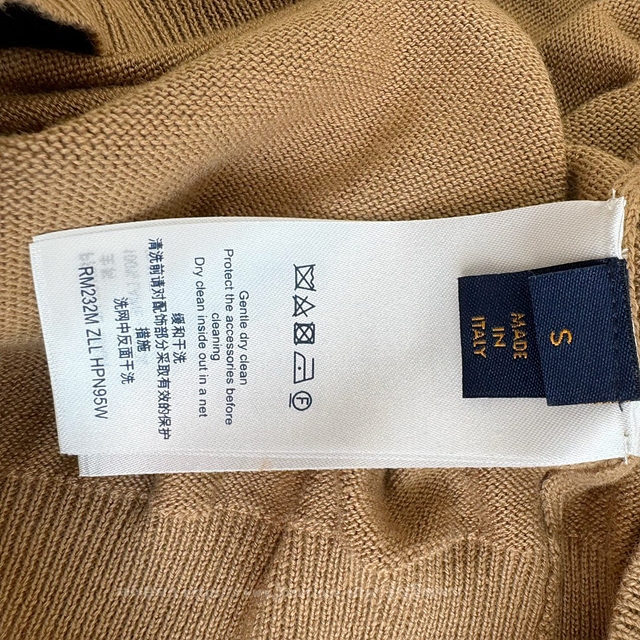 S
MADE
IN
ITALY
Gentle dry clean
Protect the accessories before
cleaning
Dry clean inside out in a net
缓和干洗
清洗前请对配饰部分采取有效的保护
措施
洗网中反面干洗
RM232M ZLL HPN95W